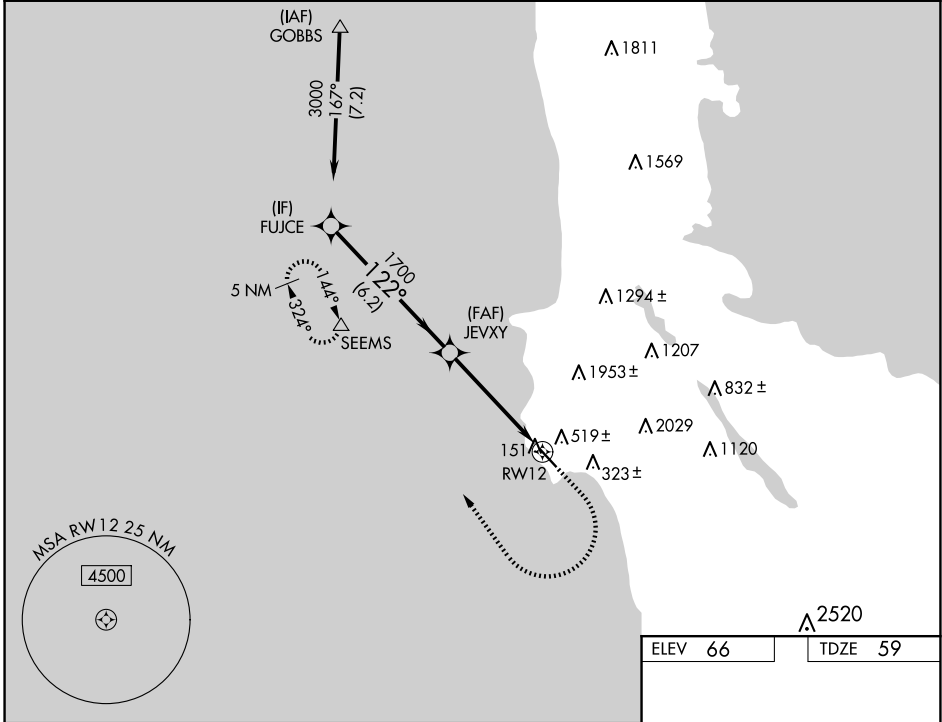 (IAF)
GOBBS
1811
3000
167°
(7.2)
1569
(IF)
FUJCE
1700
122°
(6.2)
5 NM
144°
324°
SEEMS
1294 ±
(FAF)
JEVXY
1207
1953 ±
832 ±
519 ±
2029
151
1120
RW12
323 ±
MSA RW12 25 NM
4500
2520
ELEV 66
TDZE 59